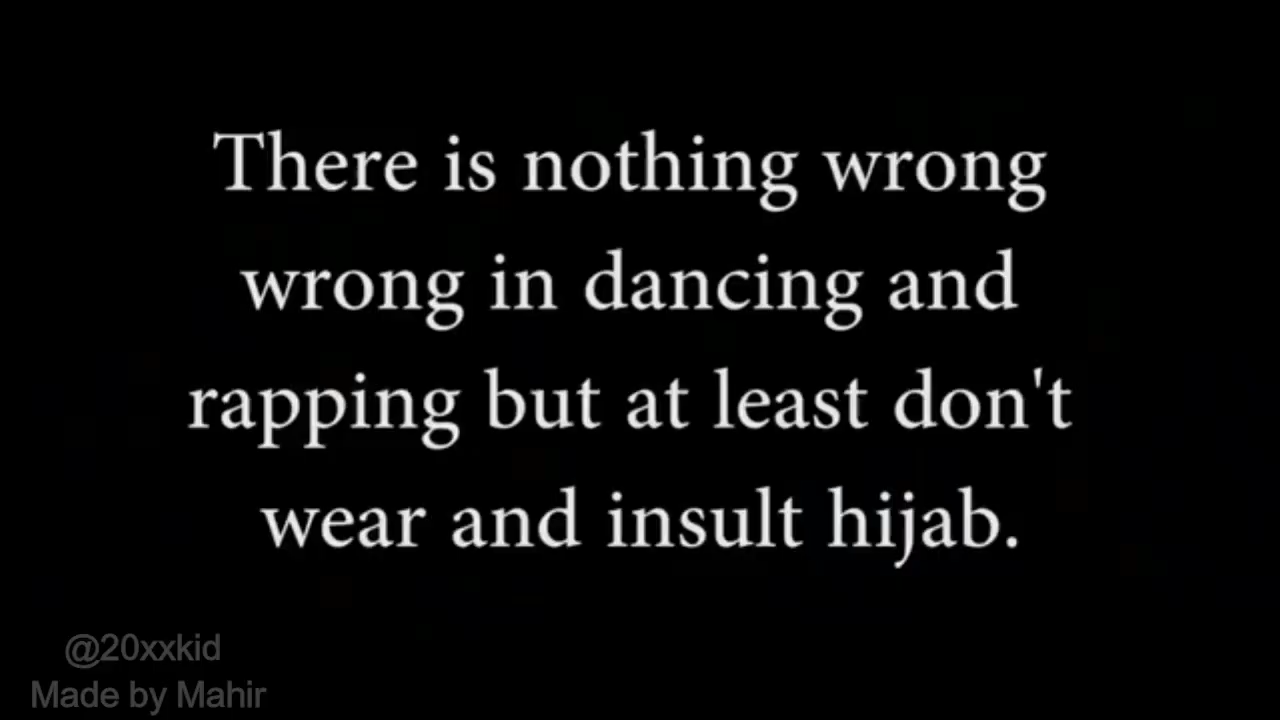 There is nothing wrong
wrong in dancing and
rapping but at least don't
wear and insult hijab.
@20xxkid
Made by Mahir